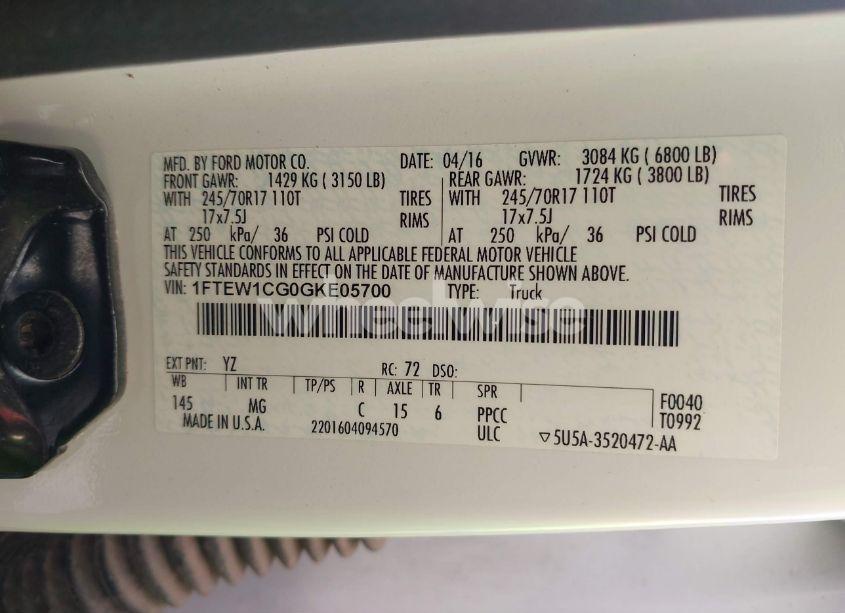 MFD. BY FORD MOTOR CO. DATE: 04/16 GVWR: 3084 KG ( 6800 LB)
FRONT GAWR: 1429 KG ( 3150 LB) REAR GAWR: 1724 KG ( 3800 LB)
WITH 245/70R17 110T TIRES WITH 245/70R17 110T TIRES
17x7.5J RIMS 17x7.5J RIMS
AT 250 kPa/ 36 PSI COLD AT 250 kPa/ 36 PSI COLD
THIS VEHICLE CONFORMS TO ALL APPLICABLE FEDERAL MOTOR VEHICLE
SAFETY STANDARDS IN EFFECT ON THE DATE OF MANUFACTURE SHOWN ABOVE.
VIN: 1FTEW1CG0GKE05700 TYPE: Truck
wheelwise
EXT PNT: YZ RC: 72 DSO:
WB INT TR TP/PS R AXLE TR SPR F0040
145 MG C 15 6 PPCC T0992
MADE IN U.S.A. 2201604094570 ULC ▽5U5A-3520472-AA